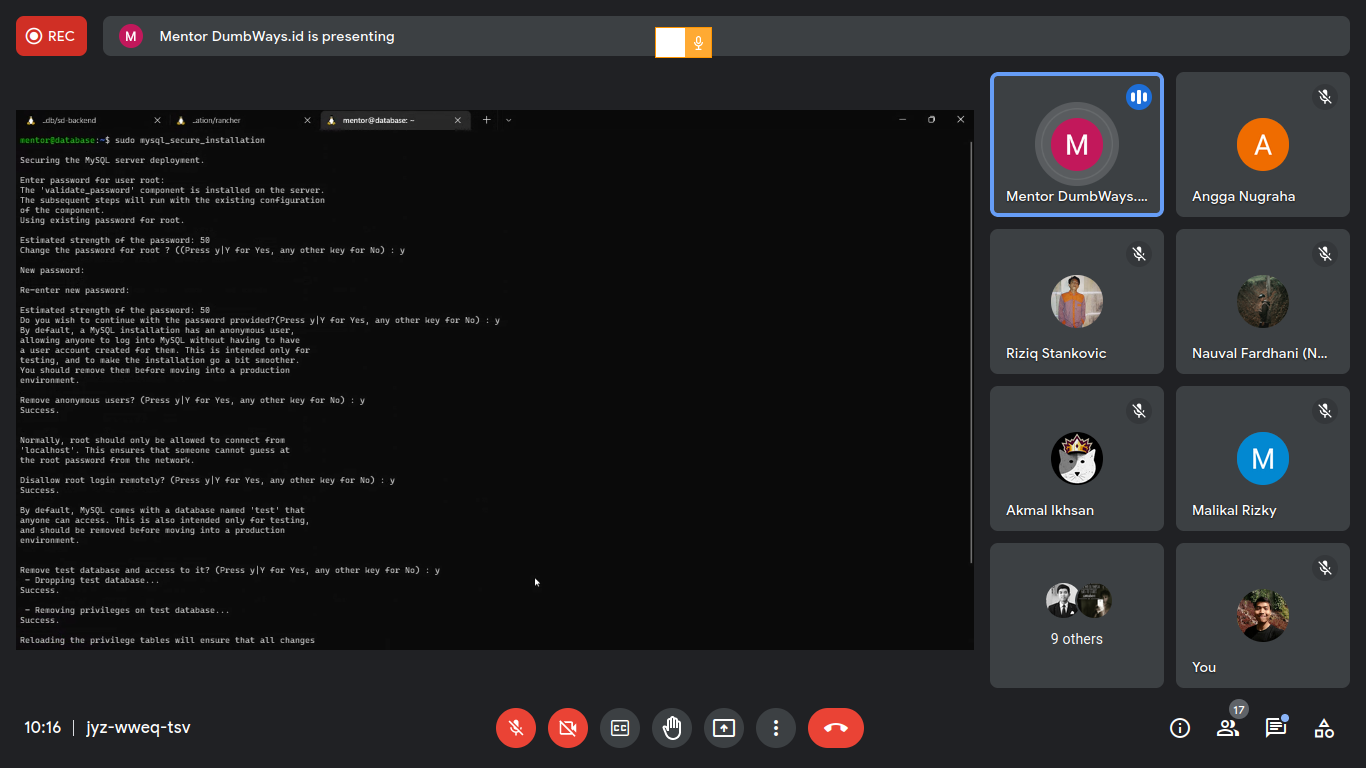 REC
M
Mentor DumbWays.id is presenting
..db/sd-backend
..ation/rancher
mentor@database: ~
mentor@database:~$ sudo mysql_secure_installation
Securing the MySQL server deployment.
Enter password for user root:
The 'validate_password' component is installed on the server.
The subsequent steps will run with the existing configuration
of the component.
Using existing password for root.
Estimated strength of the password: 50
Change the password for root ? ((Press y|Y for Yes, any other key for No) : y
New password:
Re-enter new password:
Estimated strength of the password: 50
Do you wish to continue with the password provided?(Press y|Y for Yes, any other key for No) : y
By default, a MySQL installation has an anonymous user,
allowing anyone to log into MySQL without having to have
a user account created for them. This is intended only for
testing, and to make the installation go a bit smoother.
You should remove them before moving into a production
environment.
Remove anonymous users? (Press y|Y for Yes, any other key for No) : y
Success.
Normally, root should only be allowed to connect from
'localhost'. This ensures that someone cannot guess at
the root password from the network.
Disallow root login remotely? (Press y|Y for Yes, any other key for No) : y
Success.
By default, MySQL comes with a database named 'test' that
anyone can access. This is also intended only for testing,
and should be removed before moving into a production
environment.
Remove test database and access to it? (Press y|Y for Yes, any other key for No) : y
- Dropping test database...
Success.
- Removing privileges on test database...
Success.
Reloading the privilege tables will ensure that all changes
M
Mentor DumbWays....
A
Angga Nugraha
Riziq Stankovic
Nauval Fardhani (N...
Akmal Ikhsan
M
Malikal Rizky
9 others
You
10:16 | jyz-wweq-tsv
CC
17